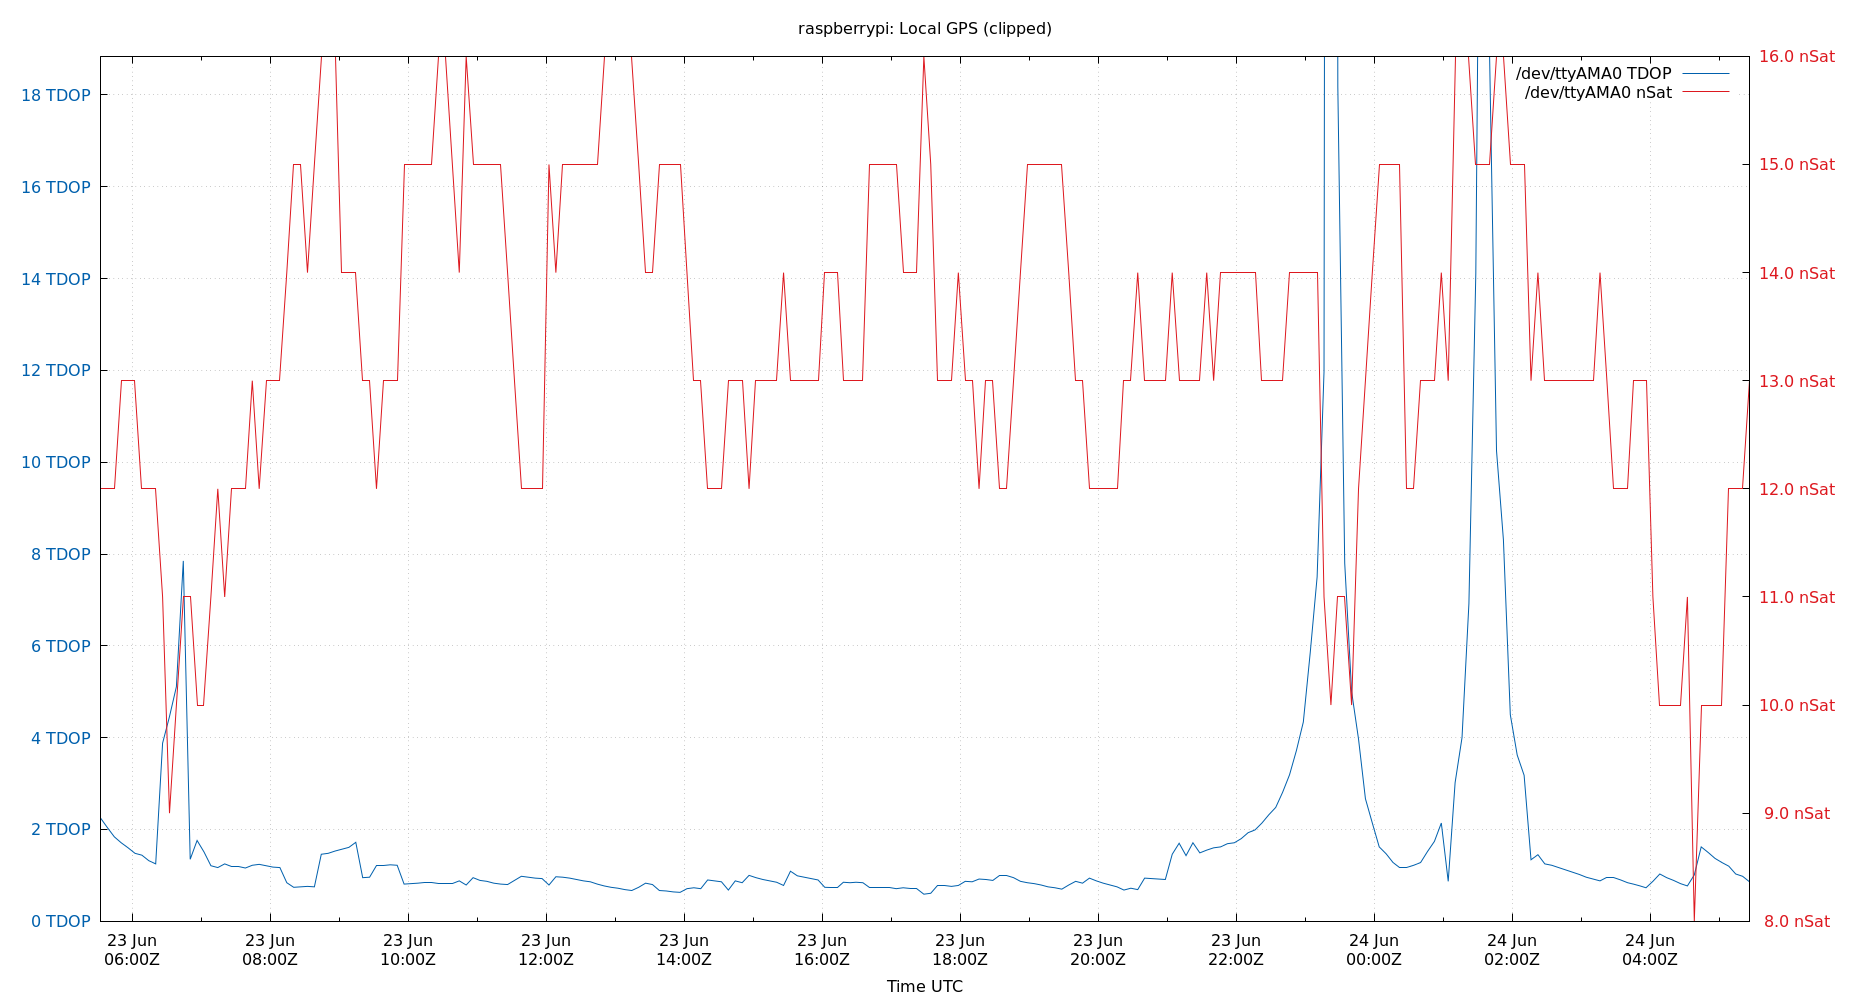 raspberrypi: Local GPS (clipped)
16.0 nSat
/dev/ttyAMA0 TDOP
/dev/ttyAMA0 nSat
18 TDOP
15.0 nSat
16 TDOP
14 TDOP
14.0 nSat
12 TDOP
13.0 nSat
10 TDOP
12.0 nSat
8 TDOP
11.0 nSat
6 TDOP
10.0 nSat
4 TDOP
2 TDOP
9.0 nSat
0 TDOP
8.0 nSat
23 Jun 23 Jun 23 Jun 23 Jun 23 Jun 23 Jun 23 Jun 23 Jun 23 Jun 24 Jun 24 Jun 24 Jun
06:00Z 08:00Z 10:00Z 12:00Z 14:00Z 16:00Z 18:00Z 20:00Z 22:00Z 00:00Z 02:00Z 04:00Z
Time UTC